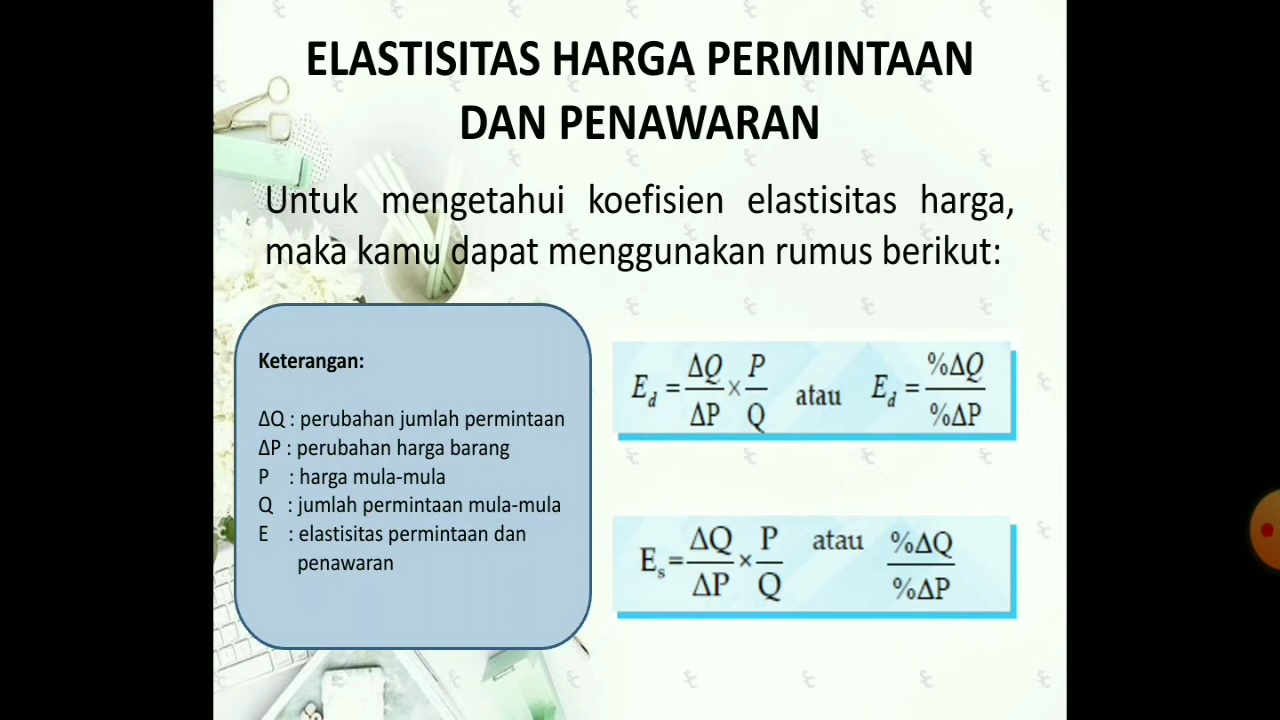 ELASTISITAS HARGA PERMINTAAN
DAN PENAWARAN
Untuk mengetahui koefisien elastisitas harga,
maka kamu dapat menggunakan rumus berikut:
Keterangan:
ΔQ : perubahan jumlah permintaan
ΔP : perubahan harga barang
P : harga mula-mula
Q : jumlah permintaan mula-mula
E : elastisitas permintaan dan
penawaran
E_d = ΔQ/ΔP × P/Q atau E_d = %ΔQ/%ΔP
E_s = ΔQ/ΔP × P/Q atau %ΔQ/%ΔP